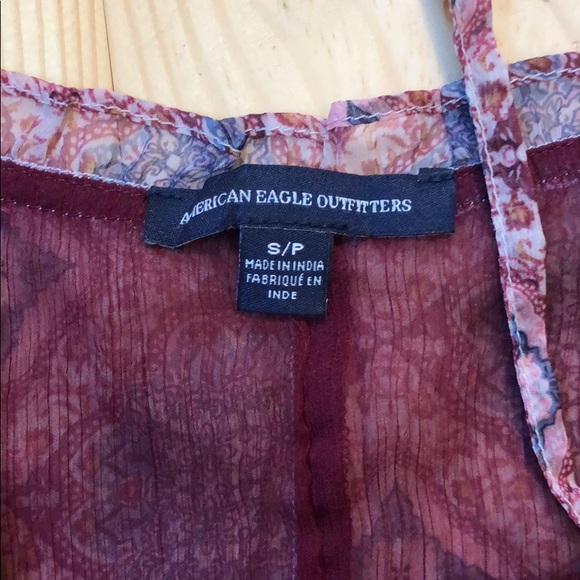 AMERICAN EAGLE OUTFITTERS
S/P
MADE IN INDIA
FABRIQUÉ EN
INDE